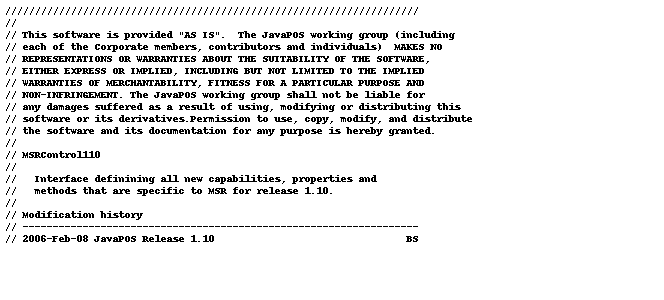 //////////////////////////////////////////////////////////////////////
//
// This software is provided "AS IS".  The JavaPOS working group (including
// each of the Corporate members, contributors and individuals)  MAKES NO
// REPRESENTATIONS OR WARRANTIES ABOUT THE SUITABILITY OF THE SOFTWARE,
// EITHER EXPRESS OR IMPLIED, INCLUDING BUT NOT LIMITED TO THE IMPLIED
// WARRANTIES OF MERCHANTABILITY, FITNESS FOR A PARTICULAR PURPOSE AND
// NON-INFRINGEMENT. The JavaPOS working group shall not be liable for
// any damages suffered as a result of using, modifying or distributing this
// software or its derivatives.Permission to use, copy, modify, and distribute
// the software and its documentation for any purpose is hereby granted.
//
// MSRControl110
//
//   Interface definining all new capabilities, properties and
//   methods that are specific to MSR for release 1.10.
//
// Modification history
// -------------------------------------------------------------------
// 2006-Feb-08 JavaPOS Release 1.10                                BS